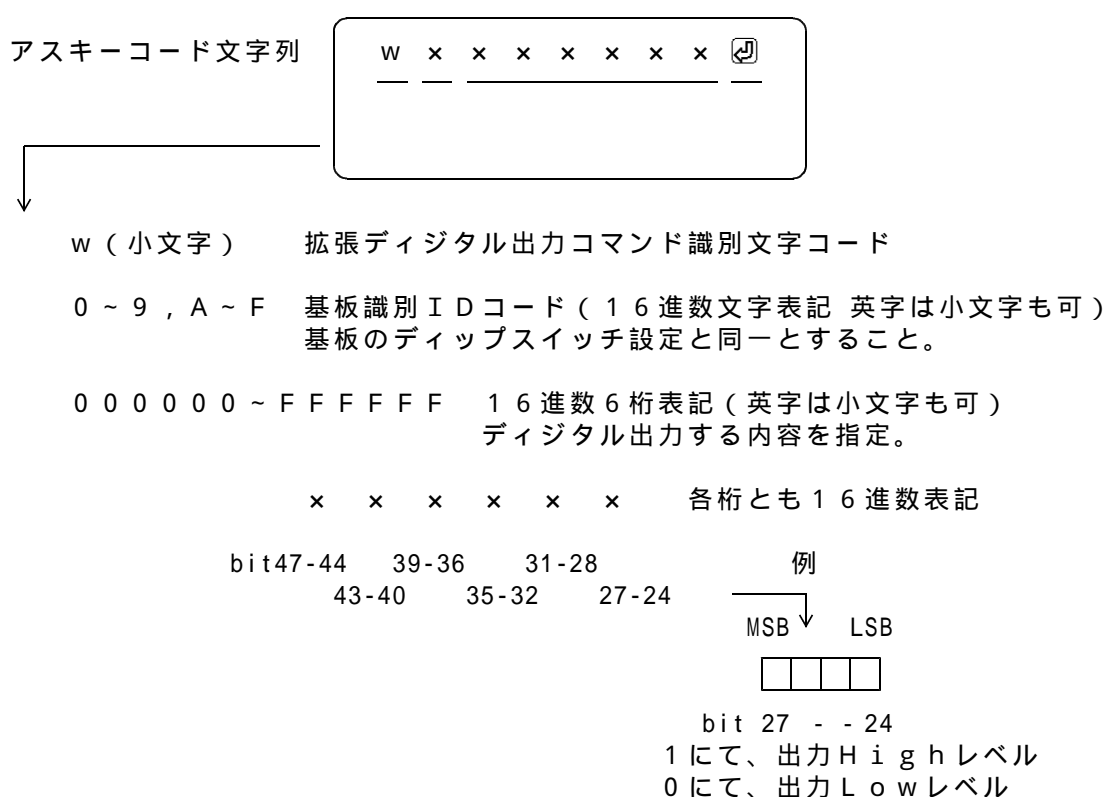 アスキーコード文字列 ｗ × × × × × × × ⏎
ｗ（小文字） 拡張ディジタル出力コマンド識別文字コード
０～９，Ａ～Ｆ 基板識別ＩＤコード（１６進数文字表記 英字は小文字も可）
基板のディップスイッチ設定と同一とすること。
００００００～ＦＦＦＦＦＦ １６進数６桁表記（英字は小文字も可）
ディジタル出力する内容を指定。
× × × × × × 各桁とも１６進数表記
bit47-44 39-36 31-28 例
43-40 35-32 27-24
MSB LSB
bit 27 - - 24
１にて、出力Ｈｉｇｈレベル
０にて、出力Ｌｏｗレベル